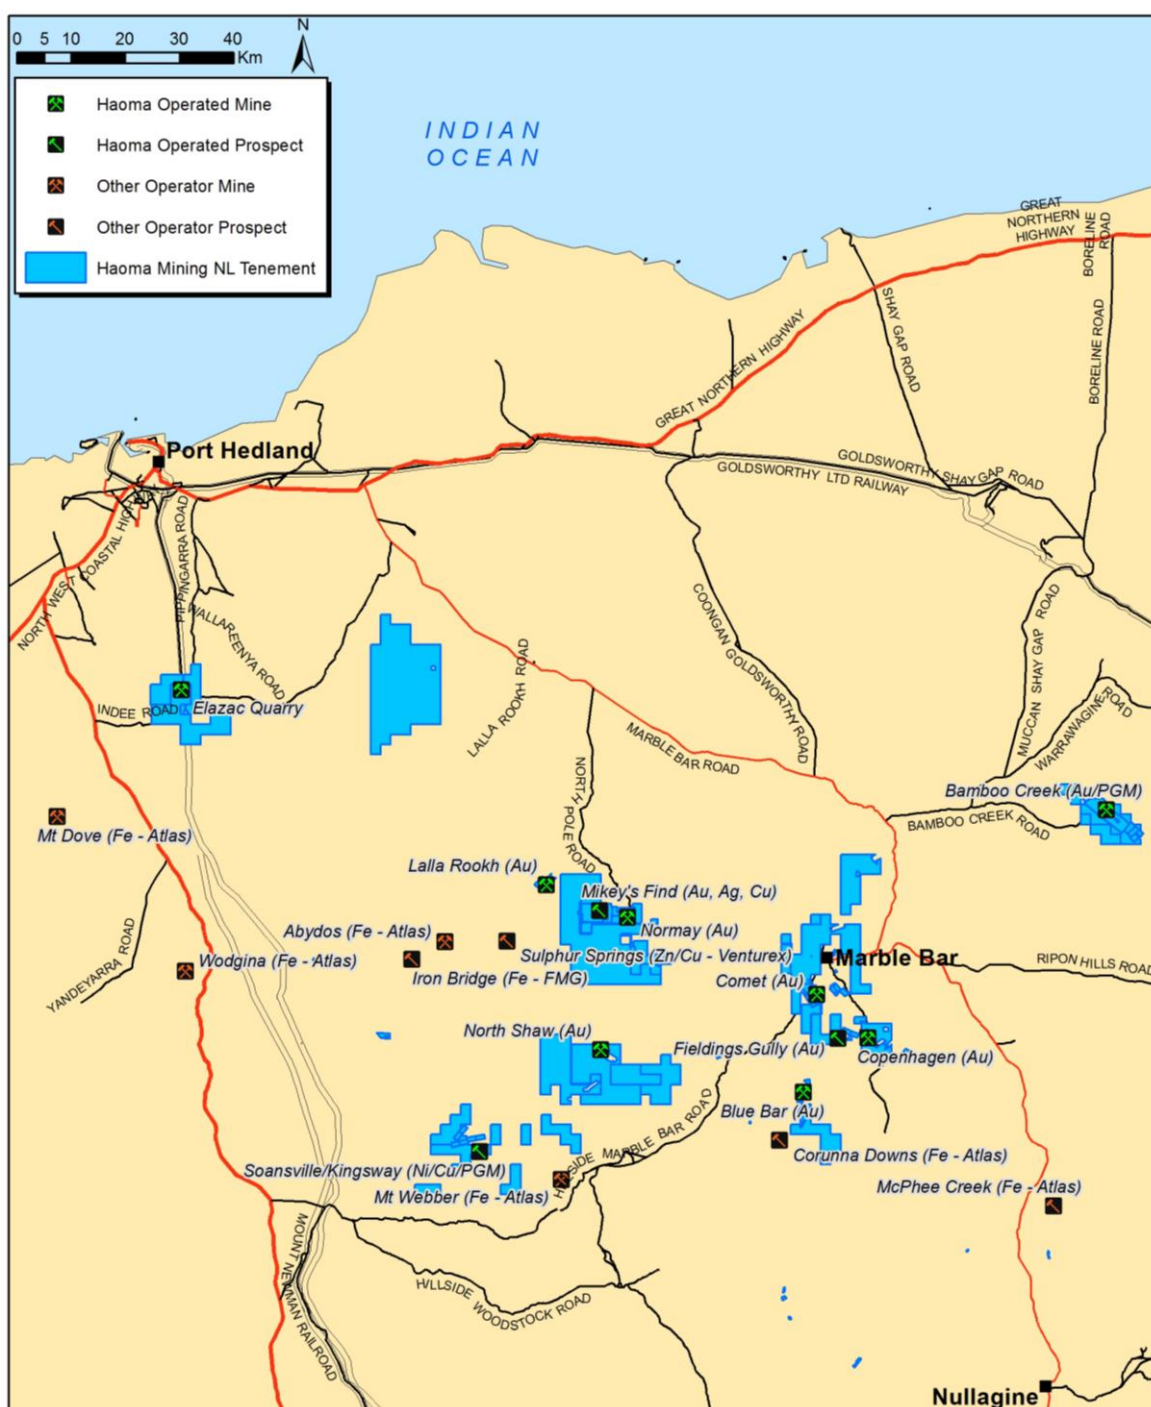 0 5 10 20 30 40
Km
N
Haoma Operated Mine
Haoma Operated Prospect
Other Operator Mine
Other Operator Prospect
Haoma Mining NL Tenement
INDIAN
OCEAN
GREAT
NORTHERN
HIGHWAY
BORELINE
ROAD
SHAY GAP ROAD
BORELINE ROAD
GREAT NORTHERN HIGHWAY
Port Hedland
GOLDSWORTHY SHAY GAP ROAD
GOLDSWORTHY LTD RAILWAY
NORTH WEST COASTAL HIGH
PIPPINGARRA ROAD
WALLAREENYA ROAD
COONGAN GOLDSWORTHY ROAD
MUCCAN SHAY GAP ROAD
LALLA ROOKH ROAD
WARRAWAGINE ROAD
INDEE ROAD
Elazac Quarry
MARBLE BAR ROAD
NORTH POLE ROAD
Bamboo Creek (Au/PGM)
BAMBOO CREEK ROAD
Mt Dove (Fe - Atlas)
Lalla Rookh (Au)
Mikey's Find (Au, Ag, Cu)
Abydos (Fe - Atlas)
Normay (Au)
YANDEYARRA ROAD
Wodgina (Fe - Atlas)
Sulphur Springs (Zn/Cu - Venturex)
Marble Bar
RIPON HILLS ROAD
Iron Bridge (Fe - FMG)
Comet (Au)
North Shaw (Au)
Fieldings Gully (Au)
Copenhagen (Au)
Blue Bar (Au)
HILLSIDE MARBLE BAR ROAD
Corunna Downs (Fe - Atlas)
Soansville/Kingsway (Ni/Cu/PGM)
Mt Webber (Fe - Atlas)
McPhee Creek (Fe - Atlas)
MOUNT NEWMAN RAILROAD
HILLSIDE WOODSTOCK ROAD
Nullagine